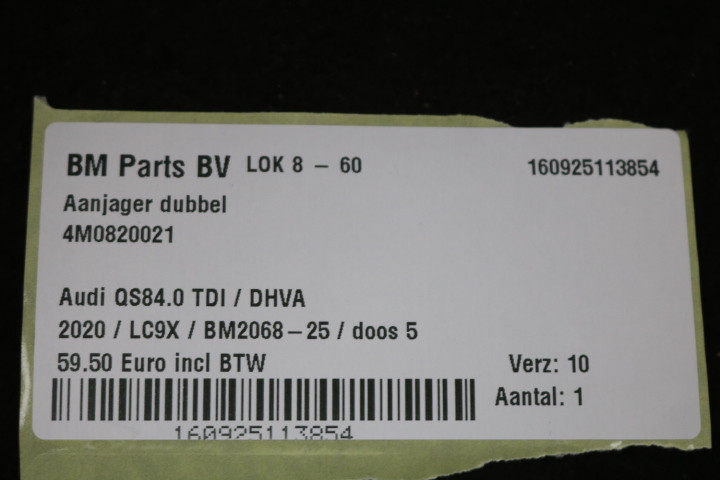 BM Parts BV LOK 8 - 60 160925113854
Aanjager dubbel
4M0820021
Audi QS84.0 TDI / DHVA
2020 / LC9X / BM2068-25 / doos 5
59.50 Euro incl BTW Verz: 10
Aantal: 1
160925113854